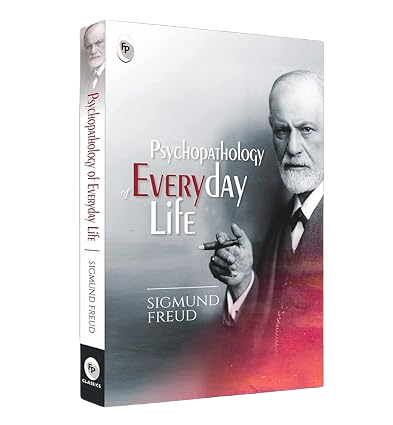 FP
Psychopathology
of Everyday
Life
SIGMUND
FREUD
Psychopathology of Everyday Life
SIGMUND FREUD
FP
CLASSICS